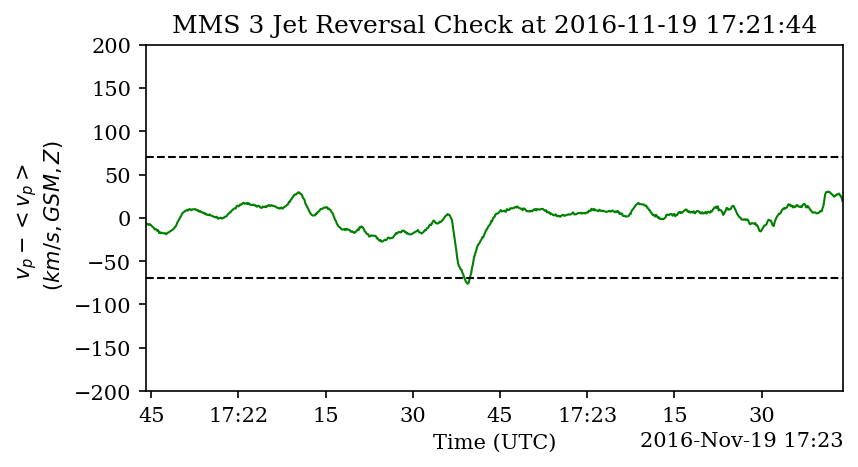 MMS 3 Jet Reversal Check at 2016-11-19 17:21:44
200
150
100
50
0
−50
−100
−150
−200
v_p − < v_p >
(km/s, GSM, Z)
45 17:22 15 30 45 17:23 15 30
Time (UTC)
2016-Nov-19 17:23